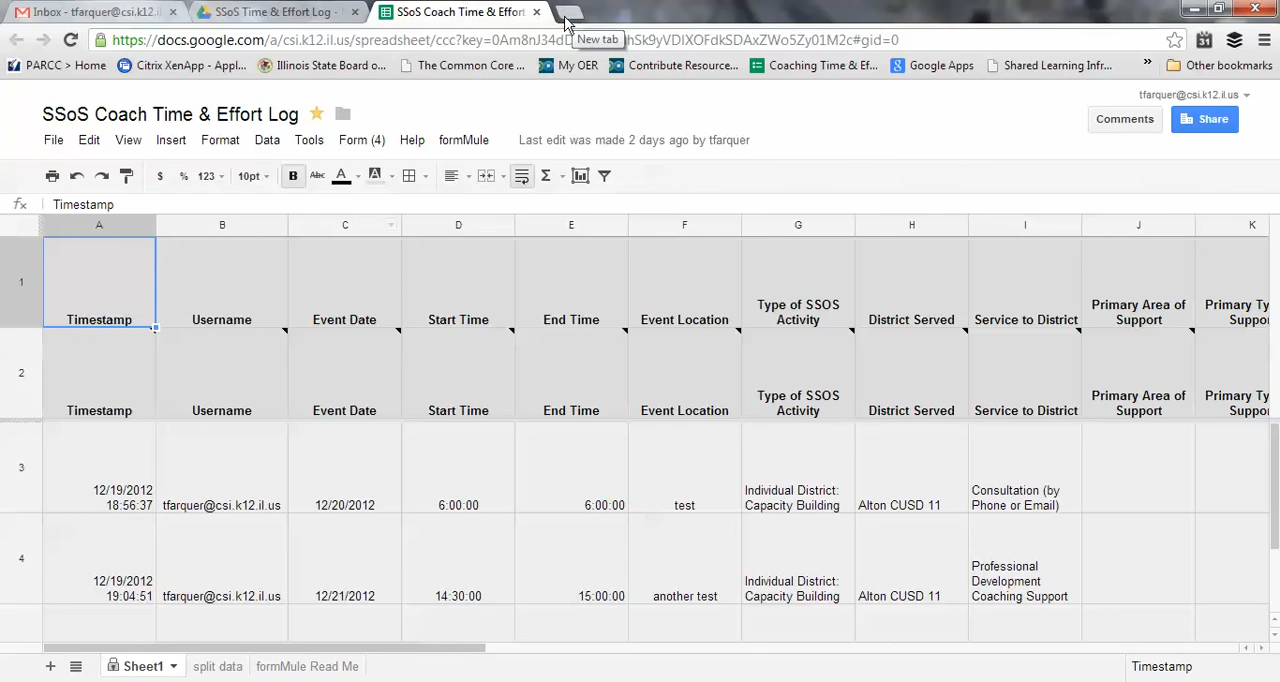 Inbox - tfarquer@csi.k12.il
SSoS Time & Effort Log -
SSoS Coach Time & Effort
New tab
https://docs.google.com/a/csi.k12.il.us/spreadsheet/ccc?key=0Am8nJ34dD hSk9yVDlXOFdkSDAxZWo5Zy01M2c#gid=0
31
PARCC > Home
Citrix XenApp - Appl...
Illinois State Board o...
The Common Core ...
My OER
Contribute Resource...
Coaching Time & Ef...
Google Apps
Shared Learning Infr...
»
Other bookmarks
tfarquer@csi.k12.il.us
SSoS Coach Time & Effort Log
Comments
Share
File Edit View Insert Format Data Tools Form (4) Help formMule Last edit was made 2 days ago by tfarquer
$ % 123 10pt B Abc A A Σ
fx Timestamp
A B C D E F G H I J K
1
Timestamp
Username
Event Date
Start Time
End Time
Event Location
Type of SSOS
Activity
District Served
Service to District
Primary Area of
Support
Primary Ty
Suppo
2
Timestamp
Username
Event Date
Start Time
End Time
Event Location
Type of SSOS
Activity
District Served
Service to District
Primary Area of
Support
Primary Ty
Suppo
3
12/19/2012
18:56:37
tfarquer@csi.k12.il.us
12/20/2012
6:00:00
6:00:00
test
Individual District:
Capacity Building
Alton CUSD 11
Consultation (by
Phone or Email)
4
12/19/2012
19:04:51
tfarquer@csi.k12.il.us
12/21/2012
14:30:00
15:00:00
another test
Individual District:
Capacity Building
Alton CUSD 11
Professional
Development
Coaching Support
Sheet1
split data
formMule Read Me
Timestamp